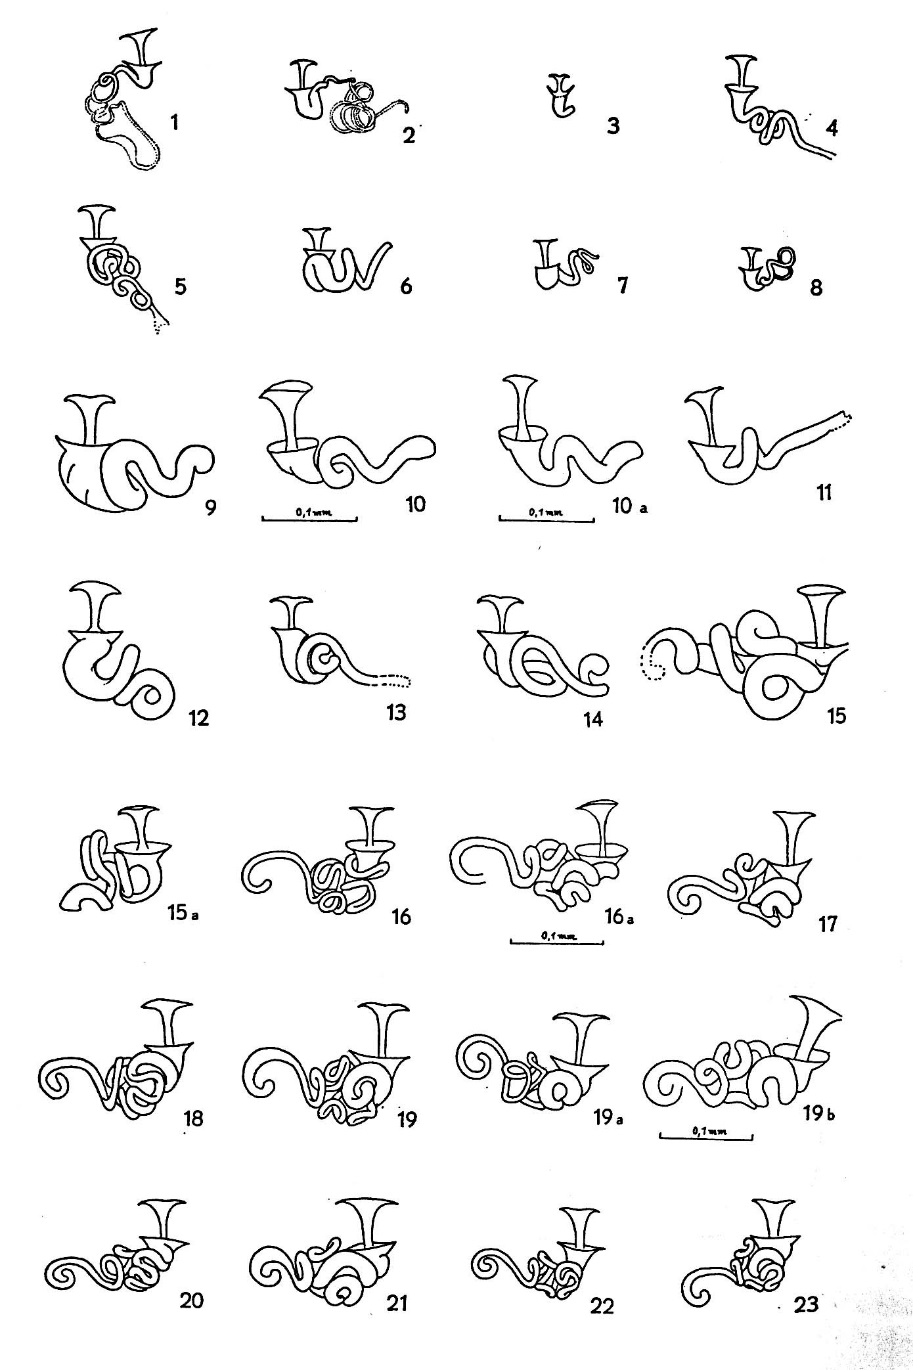 1 2 3 4
5 6 7 8
9 10 10 a 11
0,1 mm 0,1 mm
12 13 14 15
15 a 16 16 a 17
0,1 mm
18 19 19 a 19 b
0,1 mm
20 21 22 23